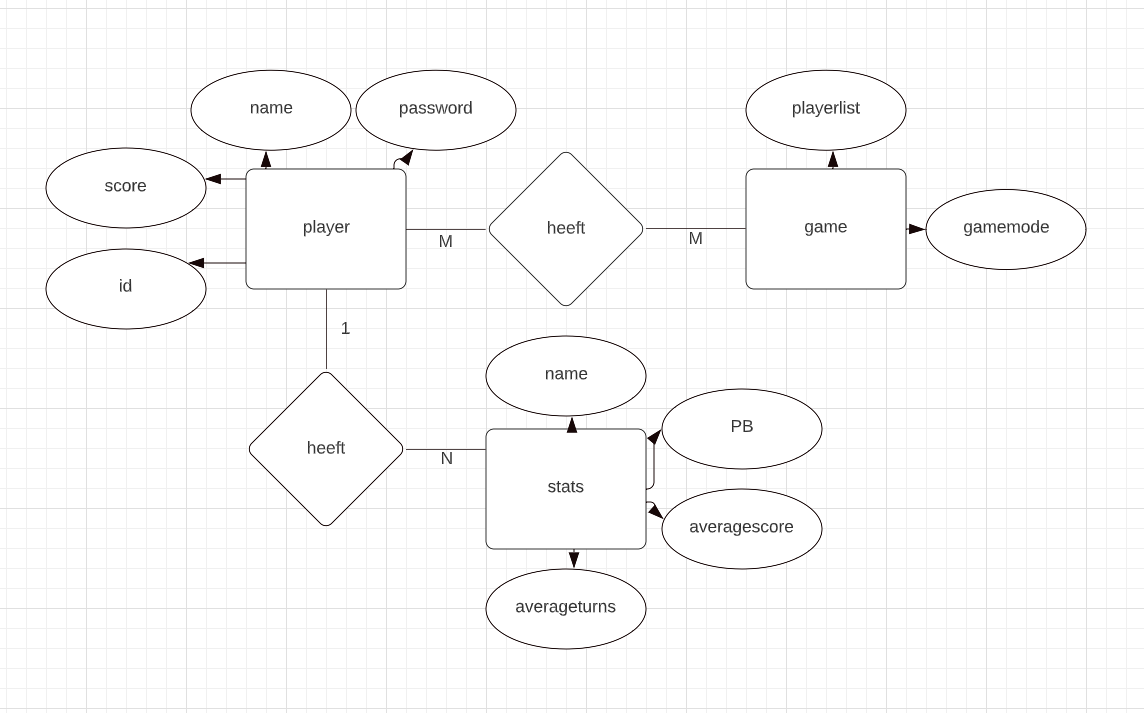 name
password
playerlist
score
player
heeft
game
gamemode
M
M
id
1
name
PB
heeft
N
stats
averagescore
averageturns